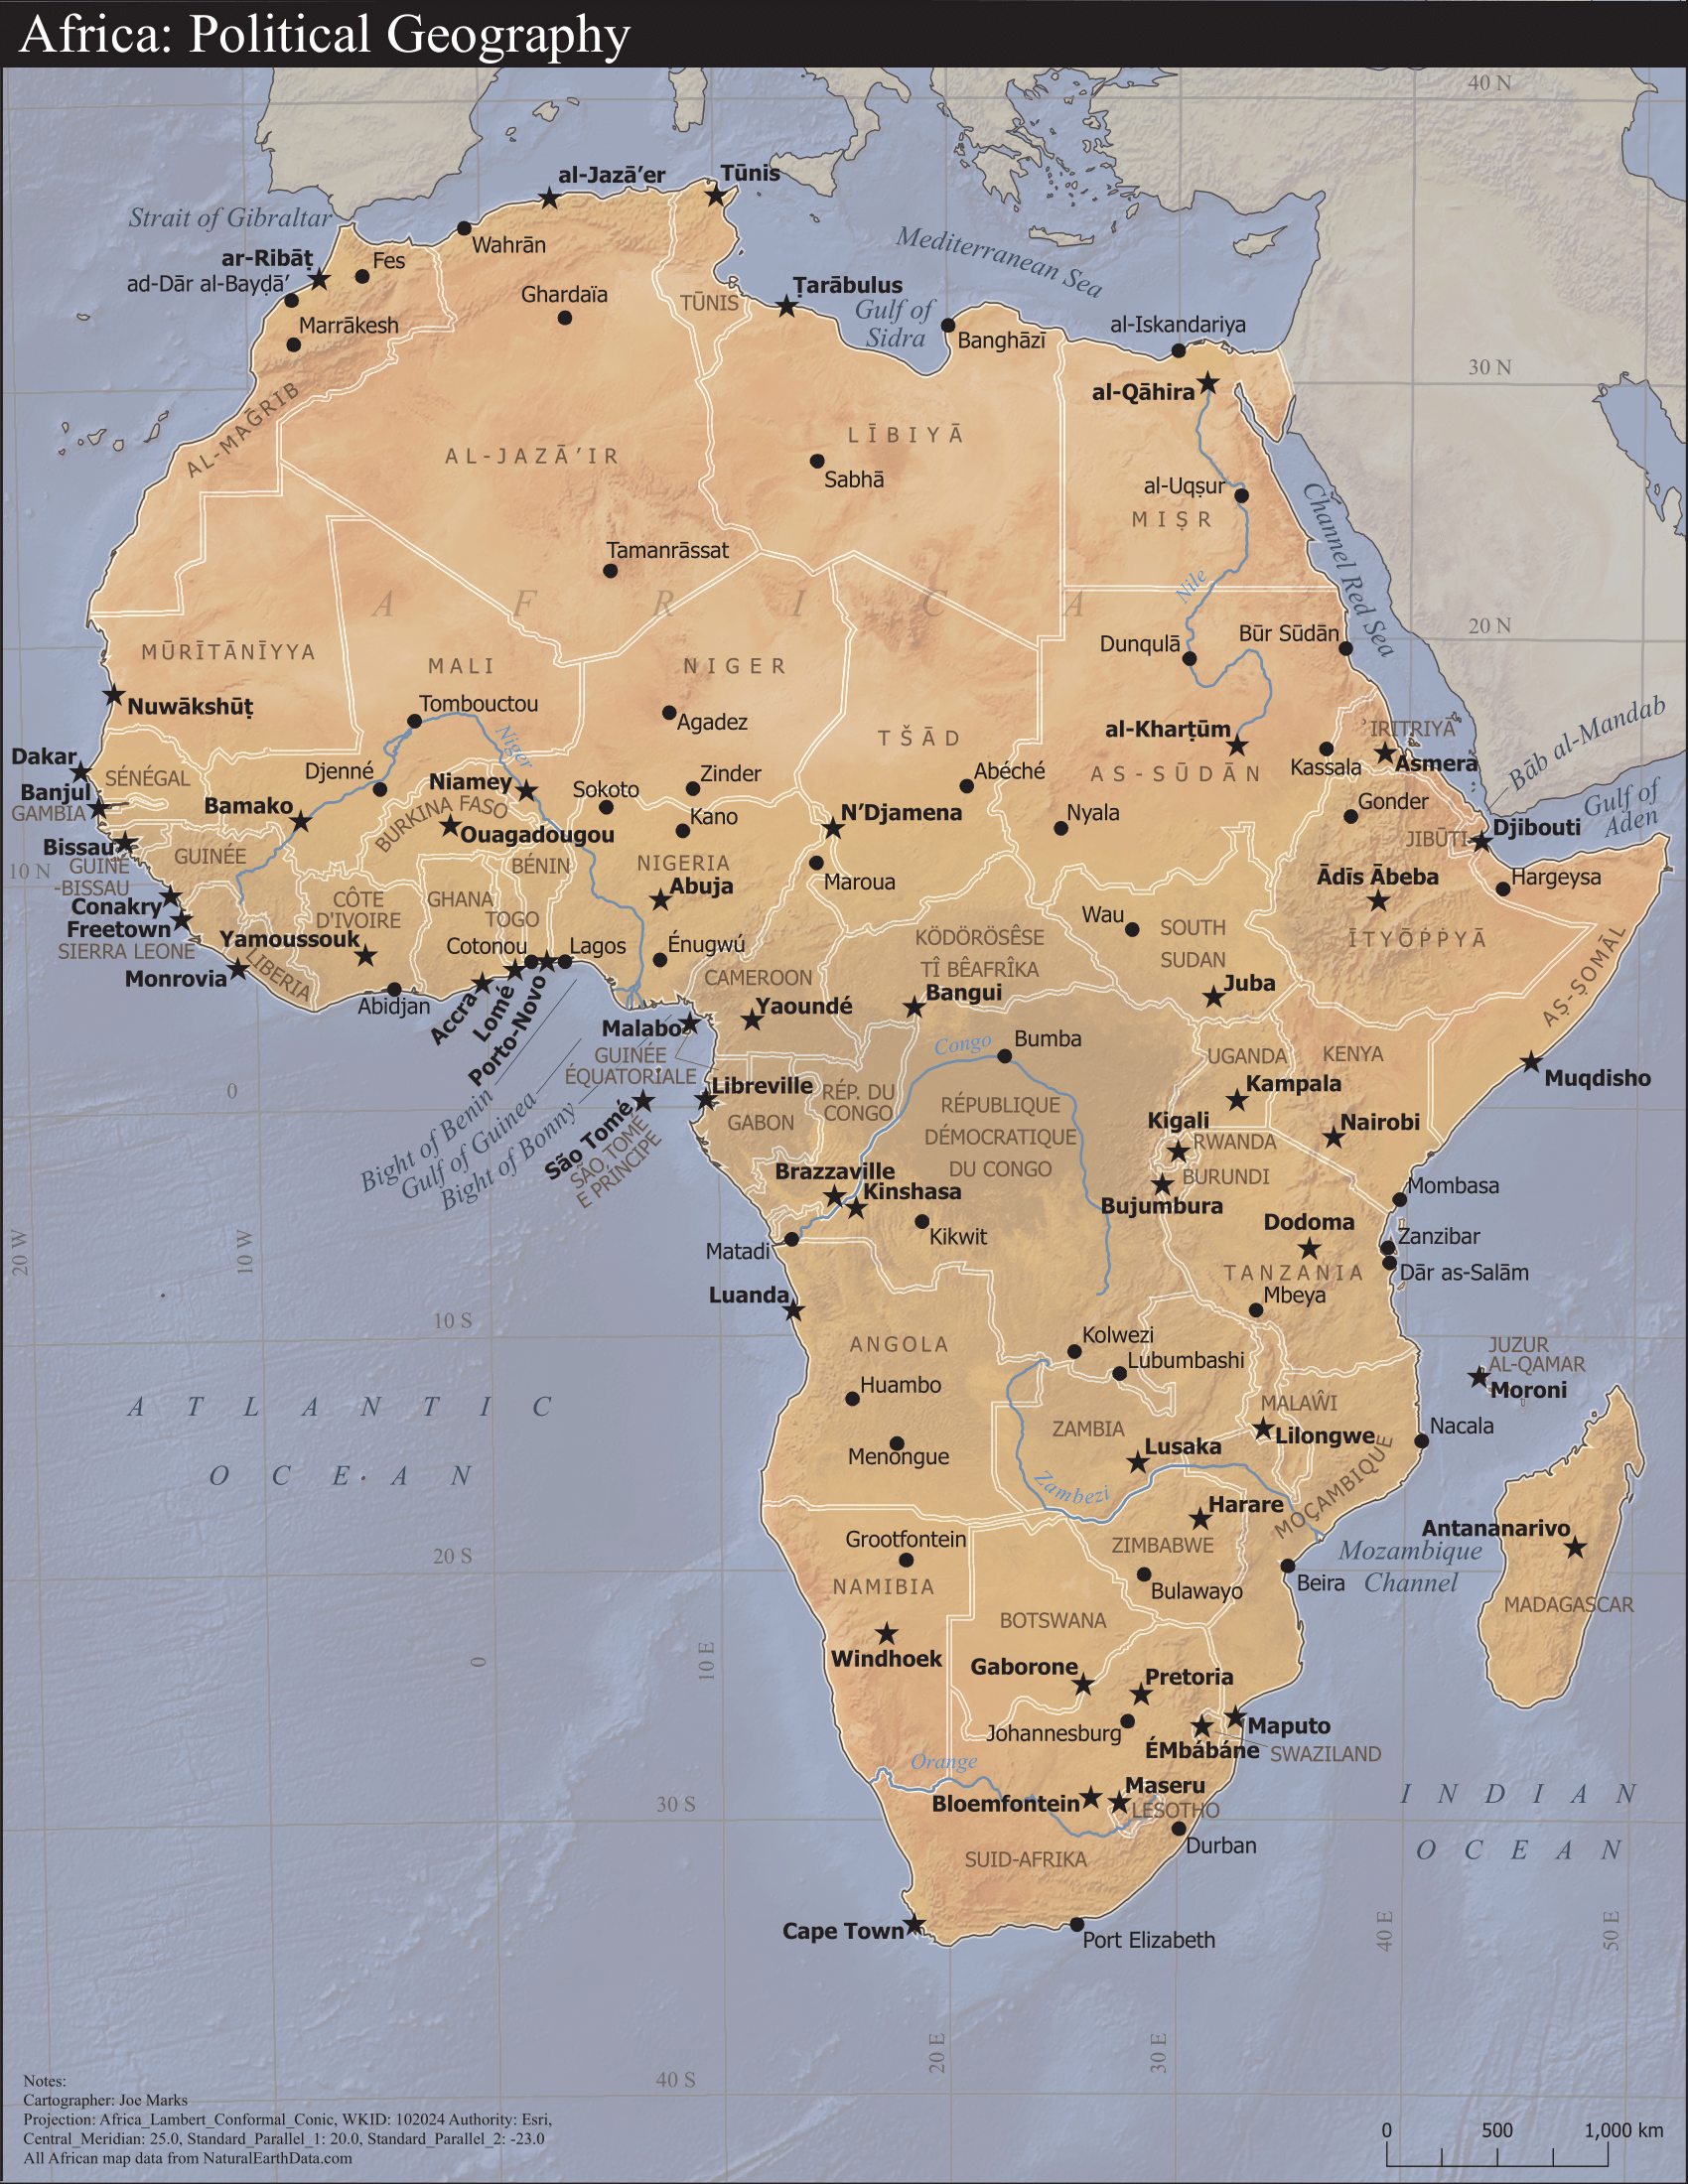 Africa: Political Geography
40 N
al-Jazā’er
Tūnis
Strait of Gibraltar
Wahrān
Mediterranean Sea
ar-Ribāṭ
Fes
ad-Dār al-Bayḍā’
Ghardaïa
TŪNIS
Ṭarābulus
Gulf of
Sidra
Banghāzī
al-Iskandariya
Marrākesh
30 N
al-Qāhira
AL-MAĞRIB
AL-JAZĀ’IR
LĪBIYĀ
Sabhā
al-Uqṣur
MIṢR
Channel Red Sea
Tamanrāssat
Nile
AFRICA
20 N
MŪRĪTĀNĪYYA
MALI
NIGER
Dunqulā
Būr Sūdān
Nuwākshūṭ
Tombouctou
Niger
Agadez
TŠĀD
al-Kharṭūm
ʾIRITRIYĀ
Bāb al-Mandab
Dakar
SÉNÉGAL
Djenné
Niamey
Sokoto
Zinder
Abéché
AS-SŪDĀN
Kassala
Asmera
Banjul
GAMBIA
Bamako
BURKINA FASO
Ouagadougou
Kano
N’Djamena
Nyala
Gonder
Gulf of
Aden
JIBŪTI
Djibouti
Bissau
GUINÉ
-BISSAU
GUINÉE
BÉNIN
NIGERIA
Abuja
Maroua
Ādīs Ābeba
Hargeysa
10 N
Conakry
Freetown
SIERRA LEONE
CÔTE
D'IVOIRE
GHANA
TOGO
Wau
SOUTH
SUDAN
ĪTYŌṖṖYĀ
AṢ-ṢOMĀL
Yamoussouk
Cotonou
Lagos
Énugwú
KÖDÖRÖSÊSE
TÎ BÊAFRÎKA
Monrovia
LIBERIA
Abidjan
Accra
Lomé
Porto-Novo
CAMEROON
Yaoundé
Bangui
Juba
Malabo
GUINÉE
ÉQUATORIALE
Congo
Bumba
UGANDA
KENYA
Muqdisho
0
Libreville
GABON
RÉP. DU
CONGO
RÉPUBLIQUE
DÉMOCRATIQUE
DU CONGO
Kampala
Kigali
RWANDA
Nairobi
Bight of Benin
Gulf of Guinea
Bight of Bonny
São Tomé
SÃO TOMÉ
E PRÍNCIPE
Brazzaville
Kinshasa
BURUNDI
Bujumbura
Mombasa
20 W
10 W
Matadi
Kikwit
Dodoma
Zanzibar
TANZANIA
Dār as-Salām
Luanda
Mbeya
10 S
ANGOLA
Kolwezi
Lubumbashi
JUZUR
AL-QAMAR
Moroni
Huambo
MALAŴI
ATLANTIC
OCEAN
Menongue
ZAMBIA
Lusaka
Lilongwe
Nacala
Zambezi
MOÇAMBIQUE
Harare
Grootfontein
ZIMBABWE
Antananarivo
20 S
NAMIBIA
Bulawayo
Beira
Mozambique
Channel
MADAGASCAR
BOTSWANA
0
10 E
Windhoek
Gaborone
Pretoria
Johannesburg
Maputo
ÉMbábáne
SWAZILAND
Orange
Maseru
Bloemfontein
LESOTHO
30 S
INDIAN
OCEAN
Durban
SUID-AFRIKA
Cape Town
Port Elizabeth
40 E
50 E
20 E
30 E
40 S
Notes:
Cartographer: Joe Marks
Projection: Africa_Lambert_Conformal_Conic, WKID: 102024 Authority: Esri,
Central_Meridian: 25.0, Standard_Parallel_1: 20.0, Standard_Parallel_2: -23.0
All African map data from NaturalEarthData.com
0 500 1,000 km